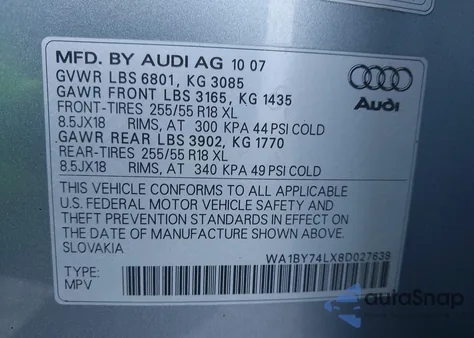 MFD. BY AUDI AG 10 07
GVWR LBS 6801, KG 3085
GAWR FRONT LBS 3165, KG 1435
FRONT-TIRES 255/55 R18 XL
8.5JX18 RIMS, AT 300 KPA 44 PSI COLD
GAWR REAR LBS 3902, KG 1770
REAR-TIRES 255/55 R18 XL
8.5JX18 RIMS, AT 340 KPA 49 PSI COLD
Audi
THIS VEHICLE CONFORMS TO ALL APPLICABLE
U.S. FEDERAL MOTOR VEHICLE SAFETY AND
THEFT PREVENTION STANDARDS IN EFFECT ON
THE DATE OF MANUFACTURE SHOWN ABOVE.
SLOVAKIA
WA1BY74LX8D027638
TYPE:
MPV
autoSnap